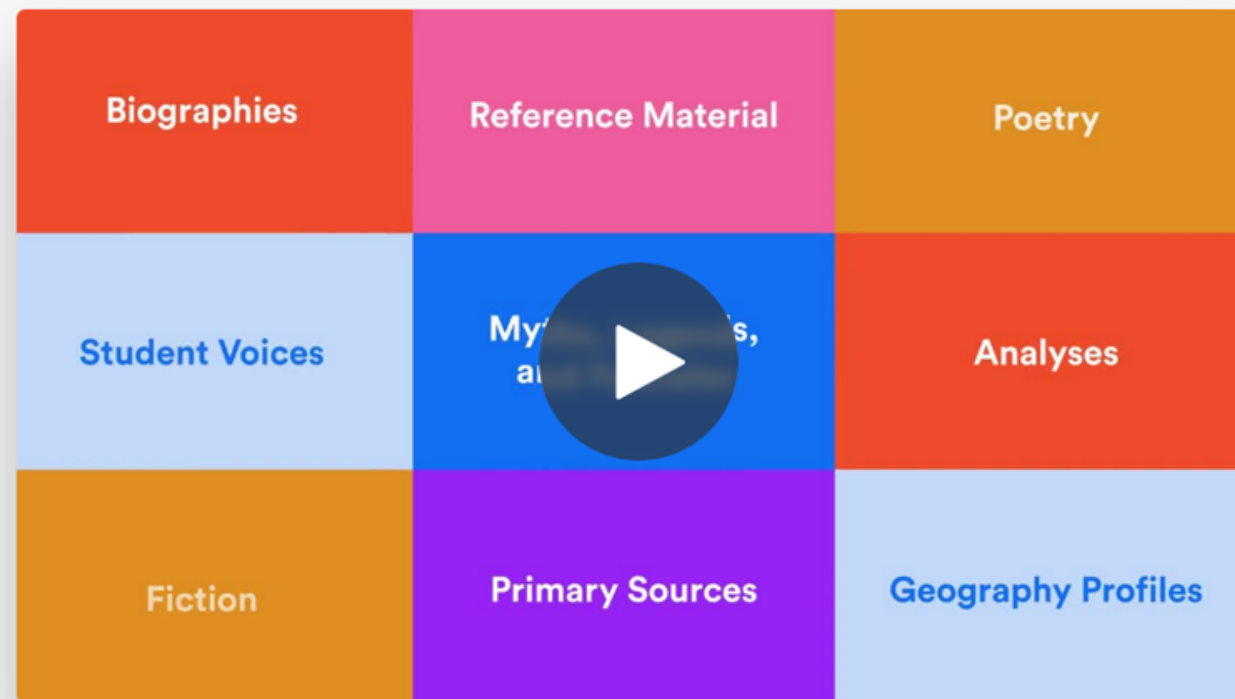 Biographies
Reference Material
Poetry
Student Voices
Analyses
Fiction
Primary Sources
Geography Profiles